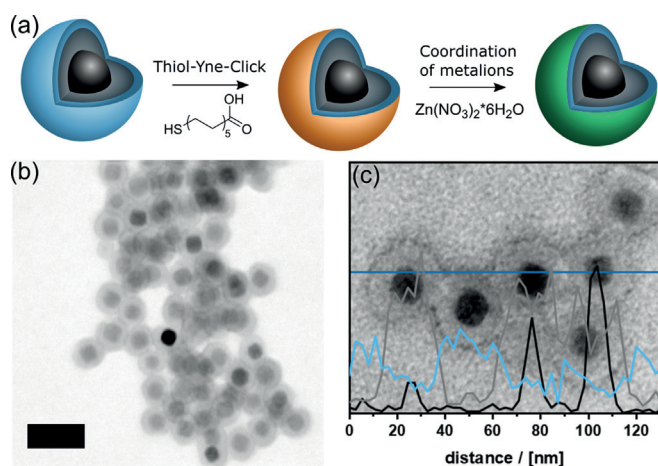 (a)
Thiol-Yne-Click
HS
5
OH
O
Coordination
of metalions
Zn(NO3)2*6H2O
(b)
(c)
0 20 40 60 80 100 120
distance / [nm]